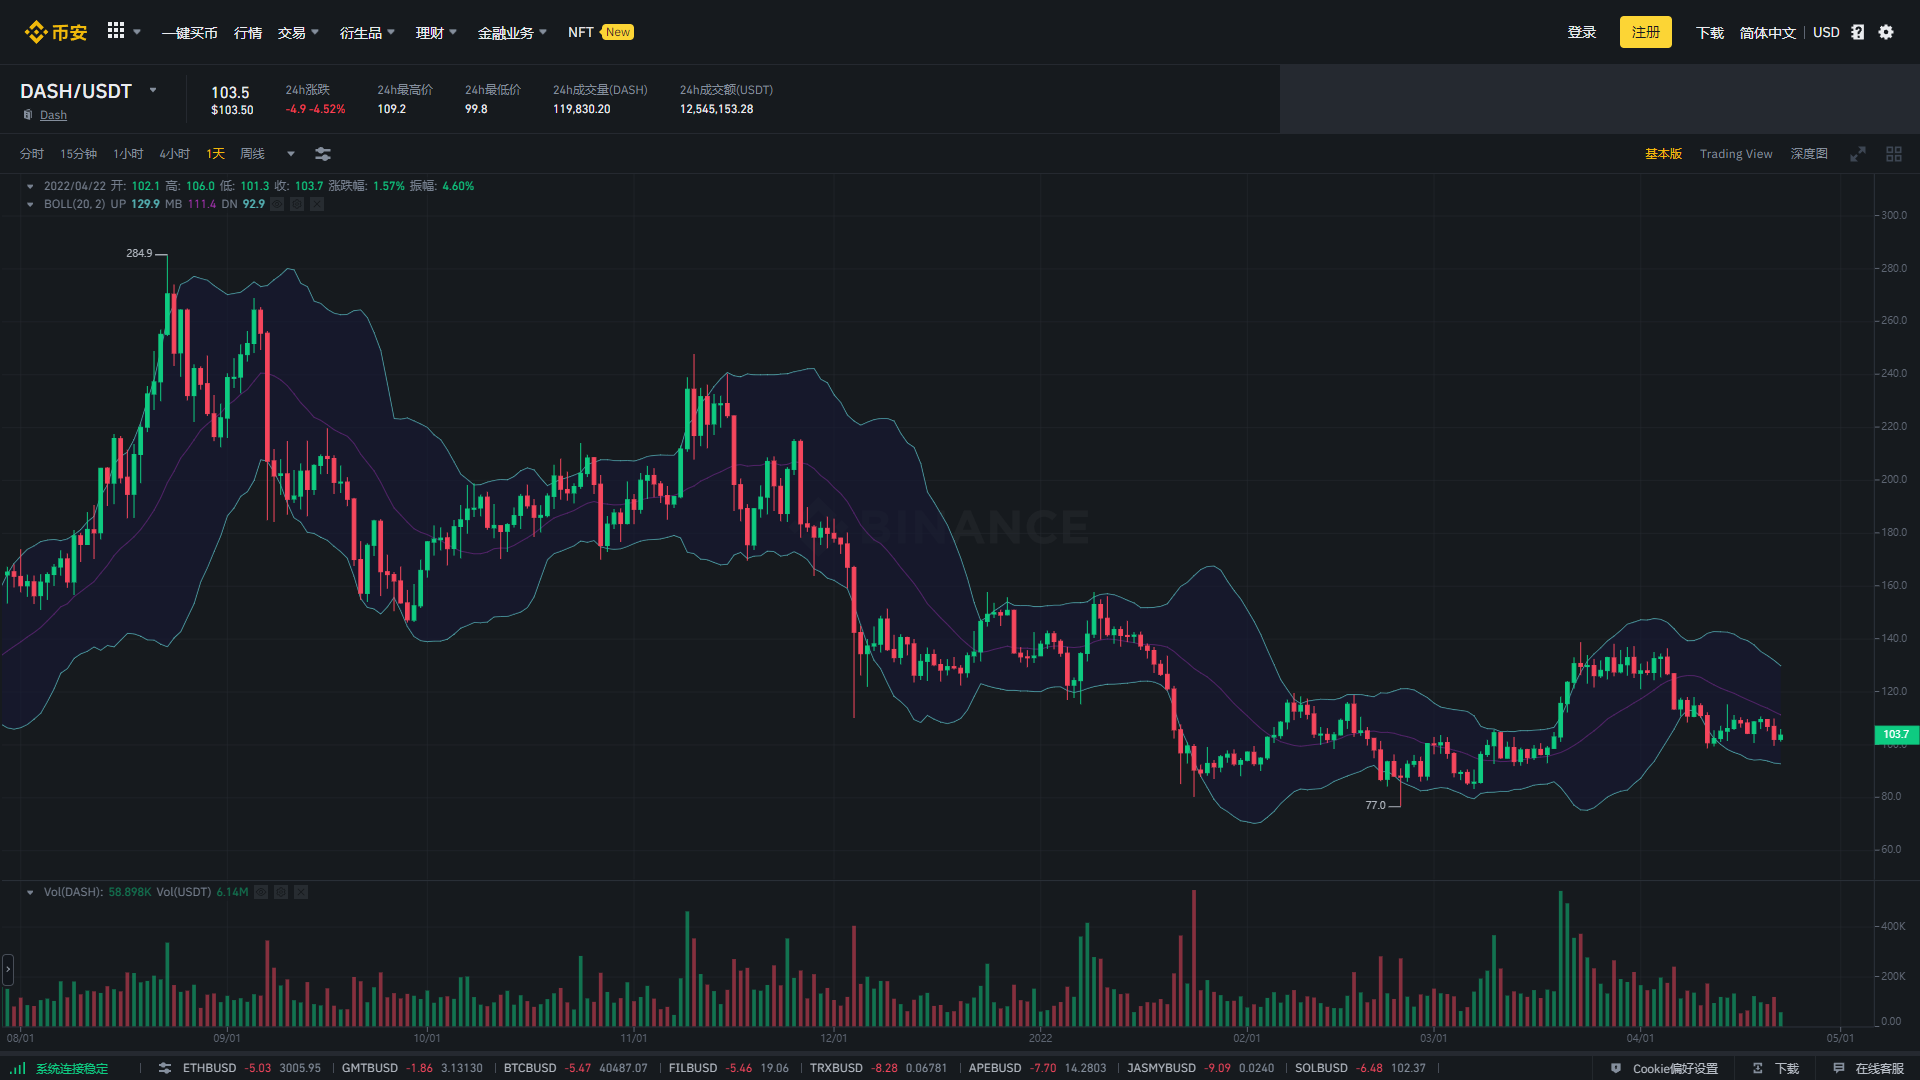 币安 一键买币 行情 交易 衍生品 理财 金融业务 NFT New 登录 注册 下载 简体中文 USD
DASH/USDT
Dash
103.5
$103.50
24h涨跌
-4.9 -4.52%
24h最高价
109.2
24h最低价
99.8
24h成交量(DASH)
119,830.20
24h成交额(USDT)
12,545,153.28
分时 15分钟 1小时 4小时 1天 周线 基本版 Trading View 深度图
2022/04/22 开: 102.1 高: 106.0 低: 101.3 收: 103.7 涨跌幅: 1.57% 振幅: 4.60%
BOLL(20, 2) UP 129.9 MB 111.4 DN 92.9
284.9
77.0
BINANCE
300.0
280.0
260.0
240.0
220.0
200.0
180.0
160.0
140.0
120.0
103.7
100.0
80.0
60.0
Vol(DASH): 58.898K Vol(USDT) 6.14M
400K
200K
0.00
08/01 09/01 10/01 11/01 12/01 2022 02/01 03/01 04/01 05/01
系统连接稳定 ETHBUSD -5.03 3005.95 GMTBUSD -1.86 3.13130 BTCBUSD -5.47 40487.07 FILBUSD -5.46 19.06 TRXBUSD -8.28 0.06781 APEBUSD -7.70 14.2803 JASMYBUSD -9.09 0.0240 SOLBUSD -6.48 102.37 Cookie偏好设置 下载 在线客服